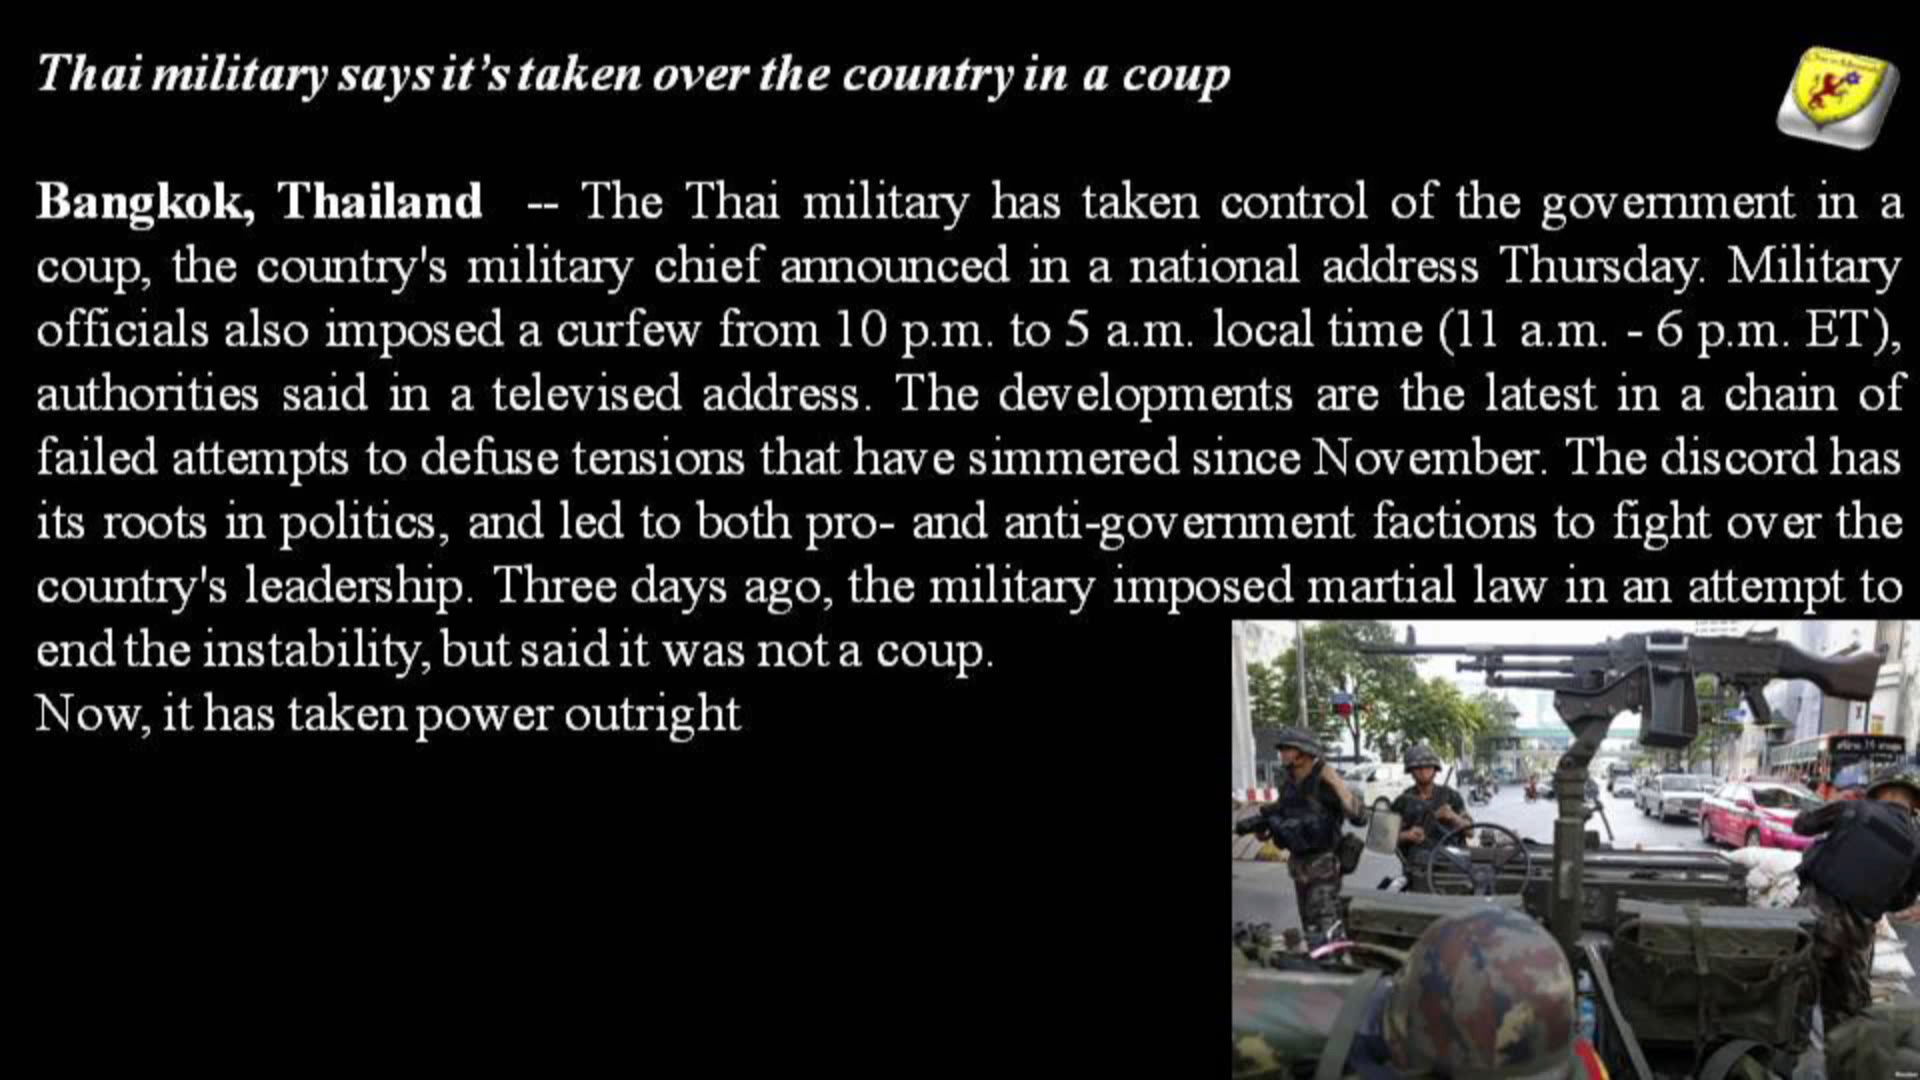 Thai military says it's taken over the country in a coup
Bangkok, Thailand -- The Thai military has taken control of the government in a
coup, the country's military chief announced in a national address Thursday. Military
officials also imposed a curfew from 10 p.m. to 5 a.m. local time (11 a.m. - 6 p.m. ET),
authorities said in a televised address. The developments are the latest in a chain of
failed attempts to defuse tensions that have simmered since November. The discord has
its roots in politics, and led to both pro- and anti-government factions to fight over the
country's leadership. Three days ago, the military imposed martial law in an attempt to
end the instability, but said it was not a coup.
Now, it has taken power outright